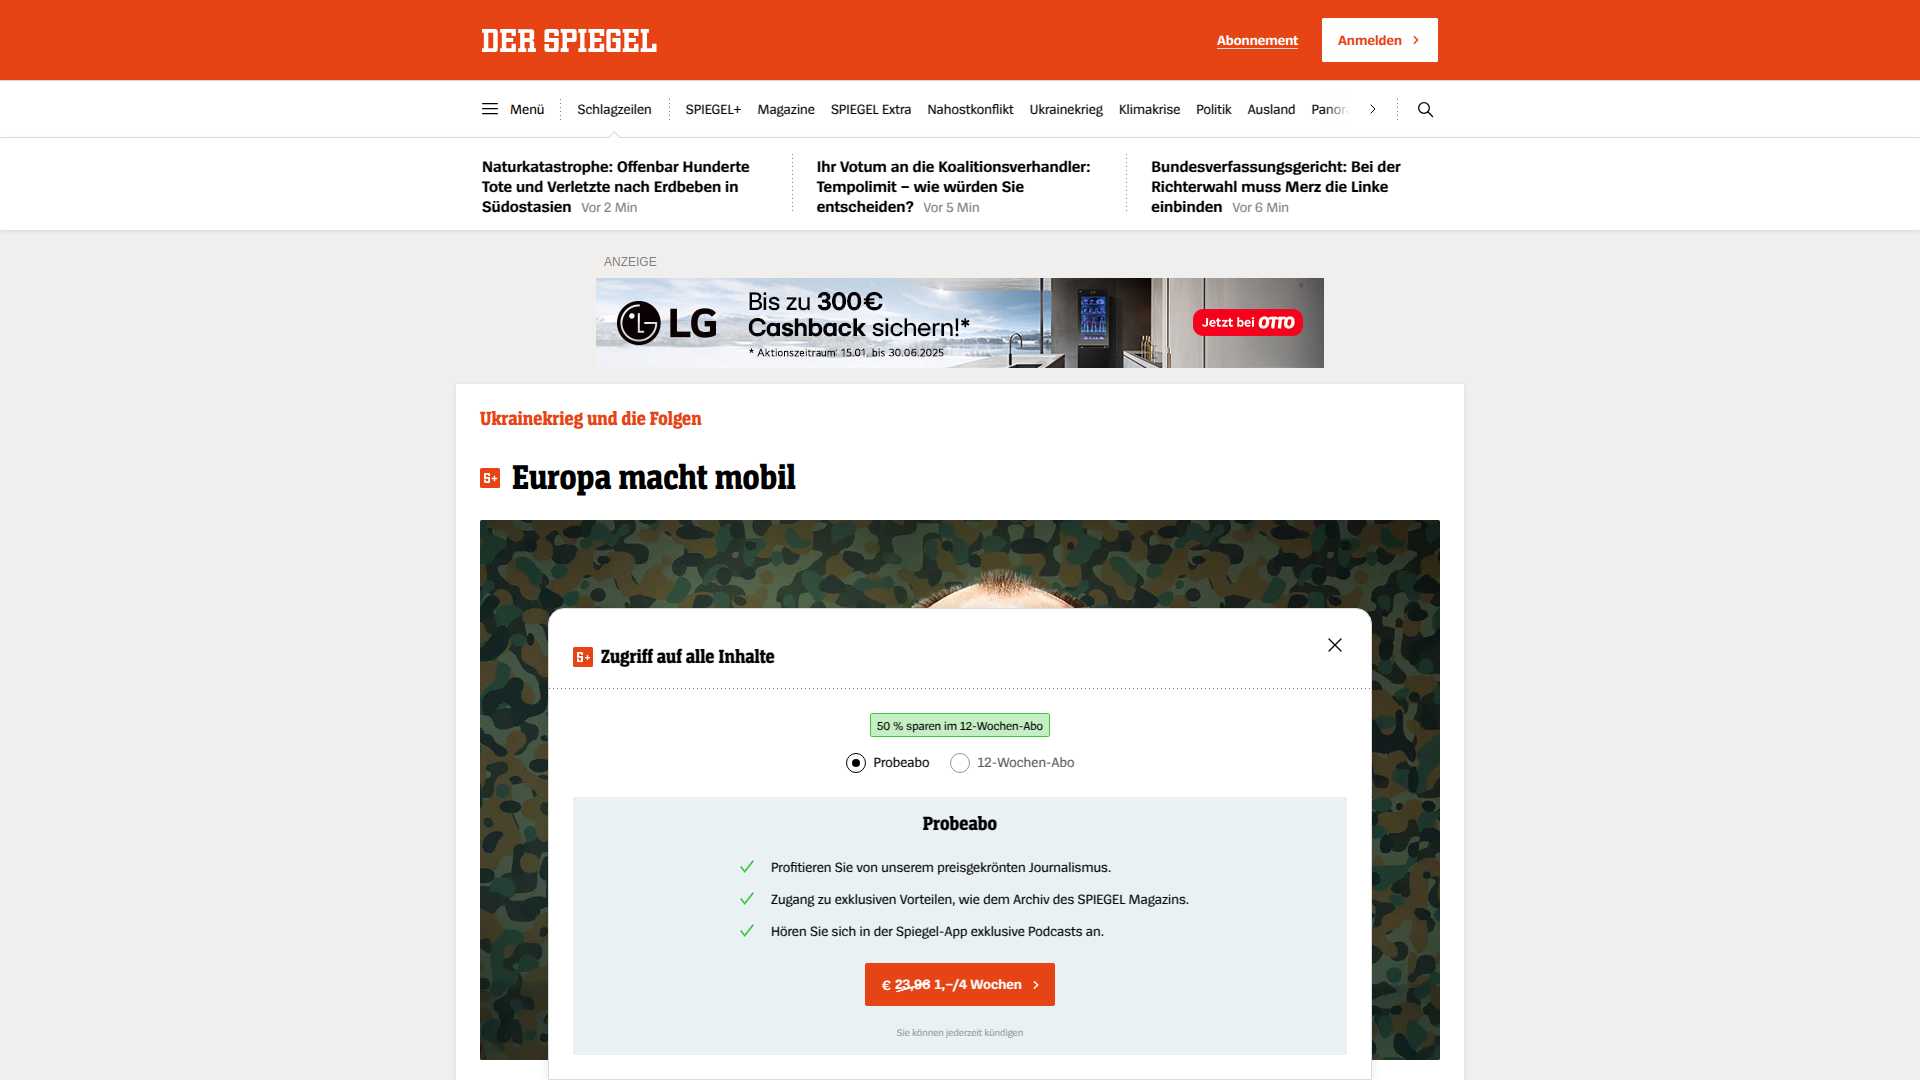 DER SPIEGEL
Abonnement
Anmelden
Menü
Schlagzeilen
SPIEGEL+
Magazine
SPIEGEL Extra
Nahostkonflikt
Ukrainekrieg
Klimakrise
Politik
Ausland
Panor
Naturkatastrophe: Offenbar Hunderte
Tote und Verletzte nach Erdbeben in
Südostasien Vor 2 Min
Ihr Votum an die Koalitionsverhandler:
Tempolimit – wie würden Sie
entscheiden? Vor 5 Min
Bundesverfassungsgericht: Bei der
Richterwahl muss Merz die Linke
einbinden Vor 6 Min
ANZEIGE
LG
Bis zu 300€
Cashback sichern!*
* Aktionszeitraum: 15.01. bis 30.06.2025
Jetzt bei OTTO
Ukrainekrieg und die Folgen
S+ Europa macht mobil
S+ Zugriff auf alle Inhalte
50 % sparen im 12-Wochen-Abo
Probeabo
12-Wochen-Abo
Probeabo
Profitieren Sie von unserem preisgekrönten Journalismus.
Zugang zu exklusiven Vorteilen, wie dem Archiv des SPIEGEL Magazins.
Hören Sie sich in der Spiegel-App exklusive Podcasts an.
€ 23,96 1,–/4 Wochen
Sie können jederzeit kündigen